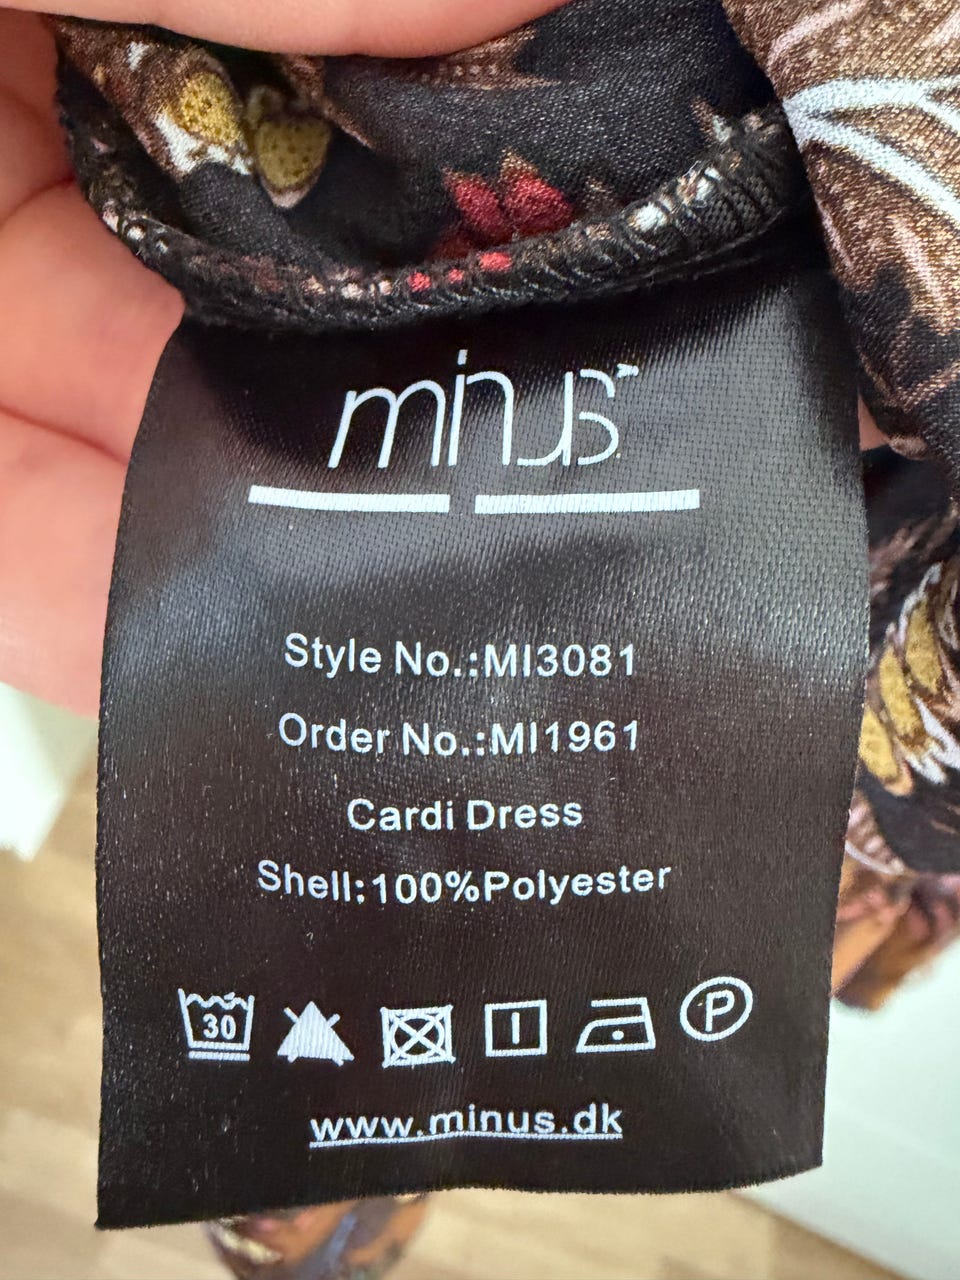 minus
Style No.:MI3081
Order No.:MI1961
Cardi Dress
Shell:100%Polyester
30 P
www.minus.dk